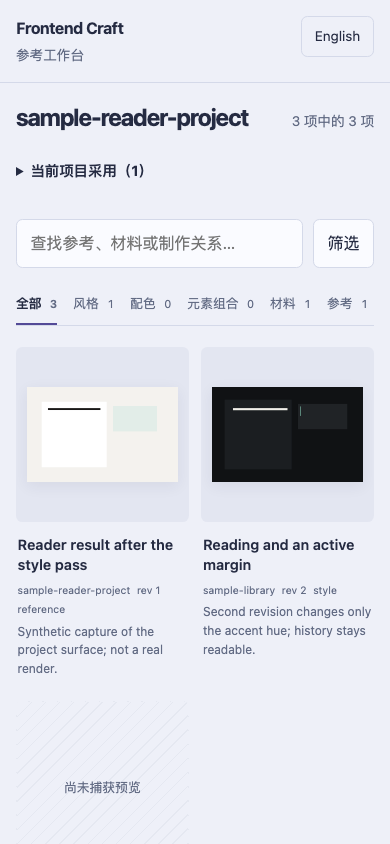 Frontend Craft
参考工作台
English
sample-reader-project
3 项中的 3 项
▶ 当前项目采用（1）
查找参考、材料或制作关系…
筛选
全部 3 风格 1 配色 0 元素组合 0 材料 1 参考 1
Reader result after the
style pass
sample-reader-project rev 1
reference
Synthetic capture of the
project surface; not a real
render.
Reading and an active
margin
sample-library rev 2 style
Second revision changes only
the accent hue; history stays
readable.
尚未捕获预览